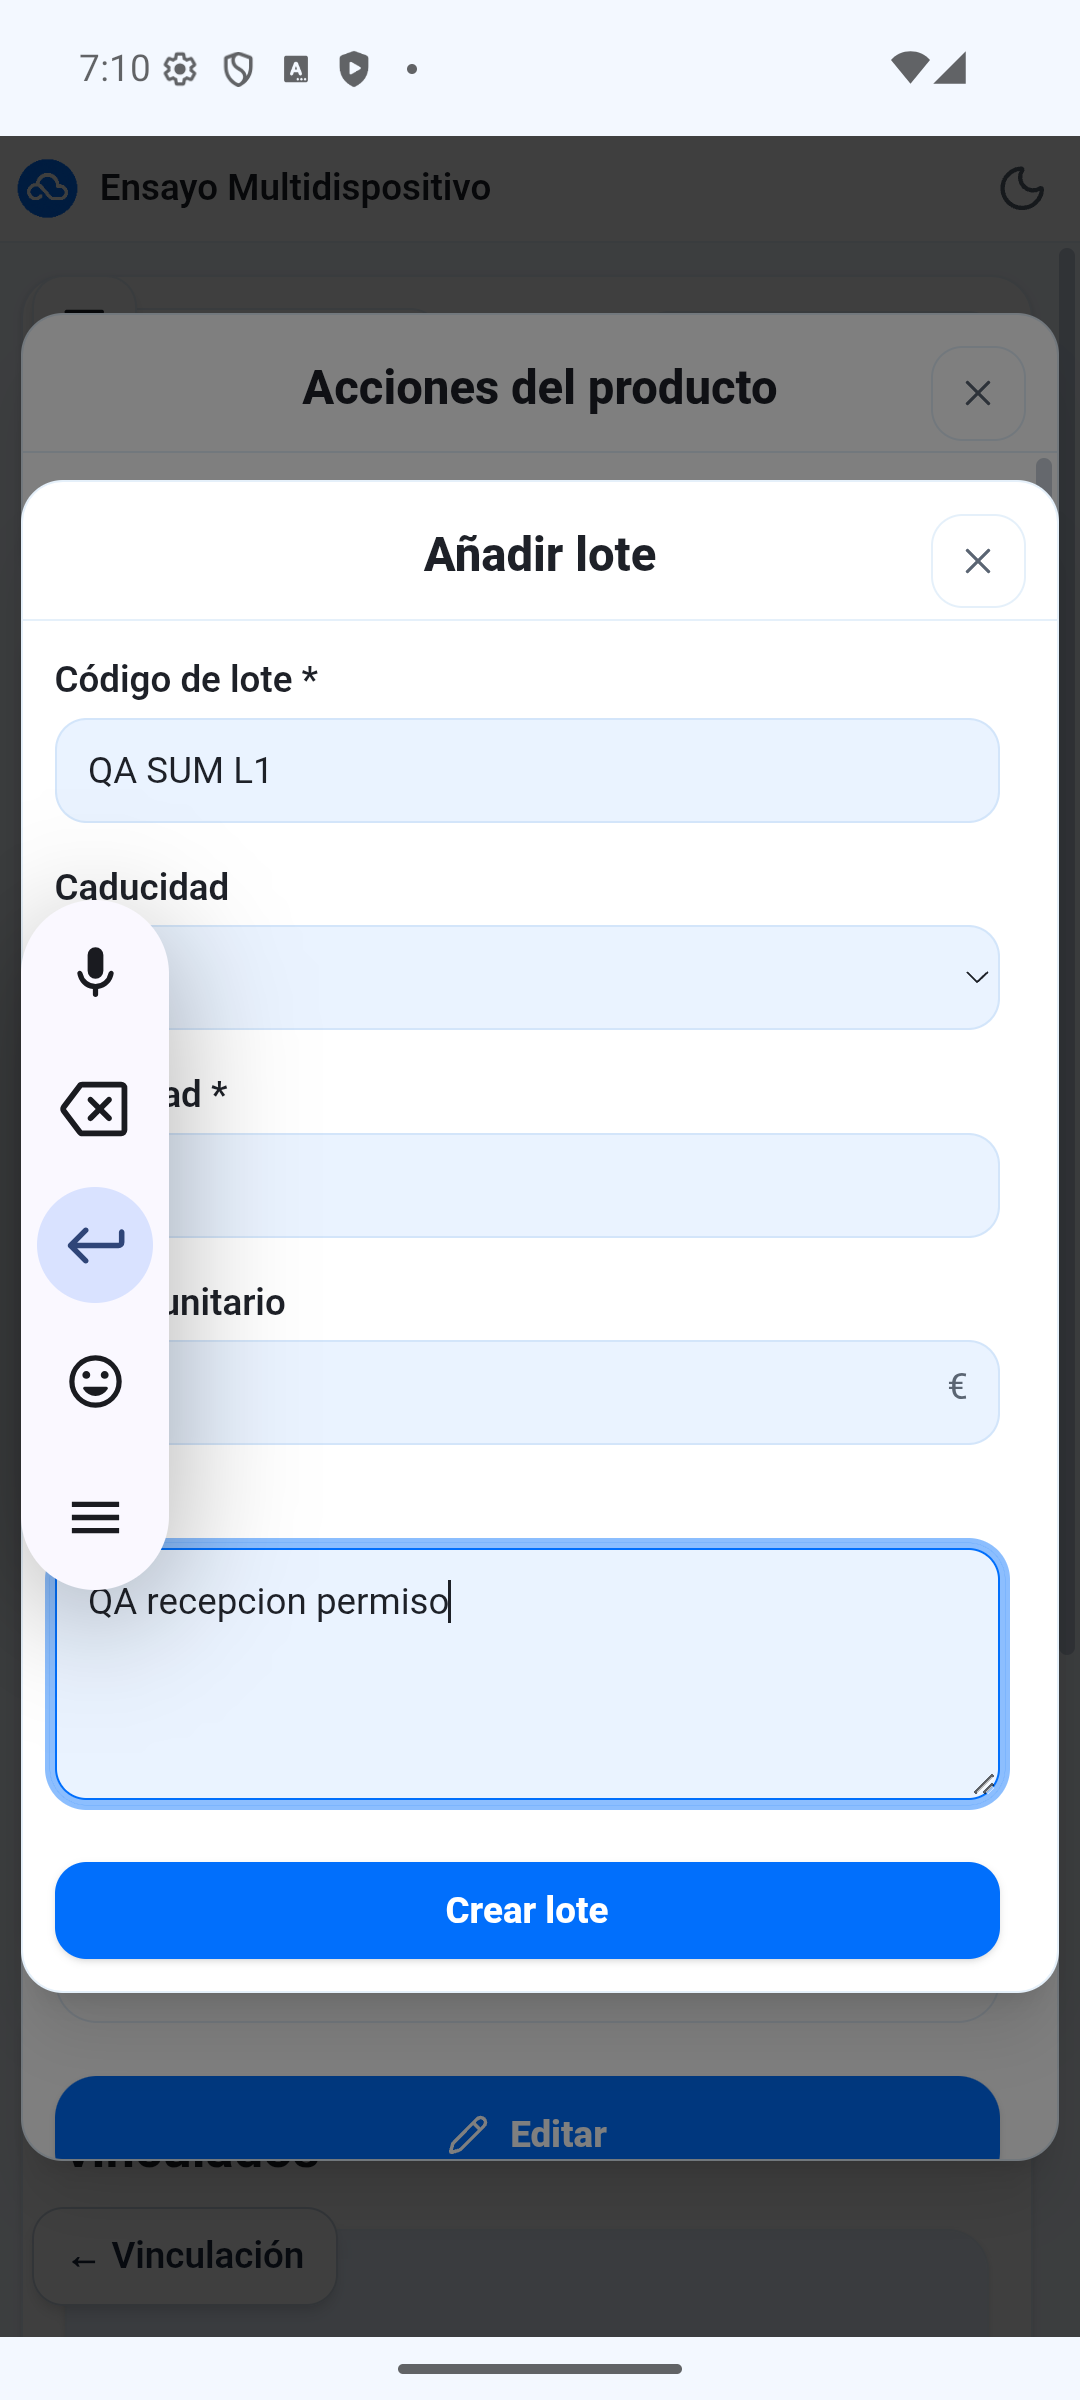 7:10
Ensayo Multidispositivo
Acciones del producto
Añadir lote
Código de lote *
QA SUM L1
Caducidad
ad *
unitario
€
QA recepcion permiso
Crear lote
Editar
← Vinculación